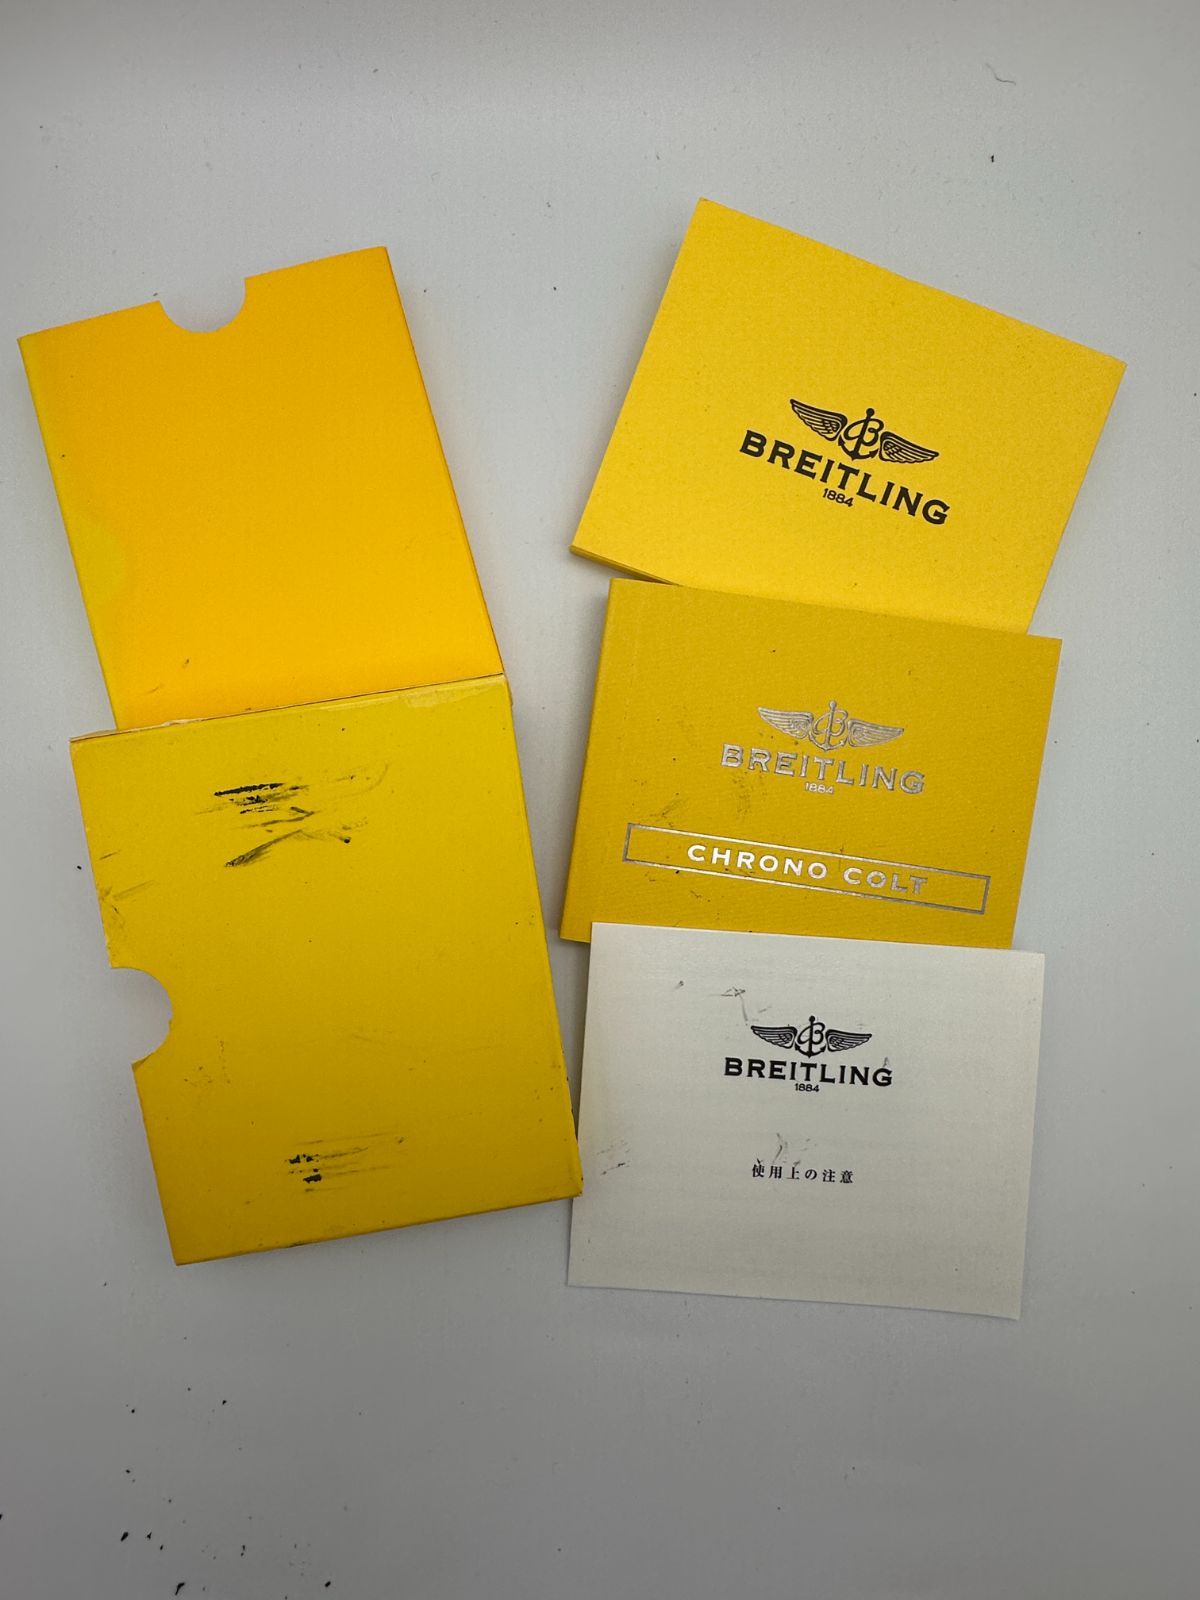 BREITLING
1884
BREITLING
1884
CHRONO COLT
BREITLING
1884
使用上の注意